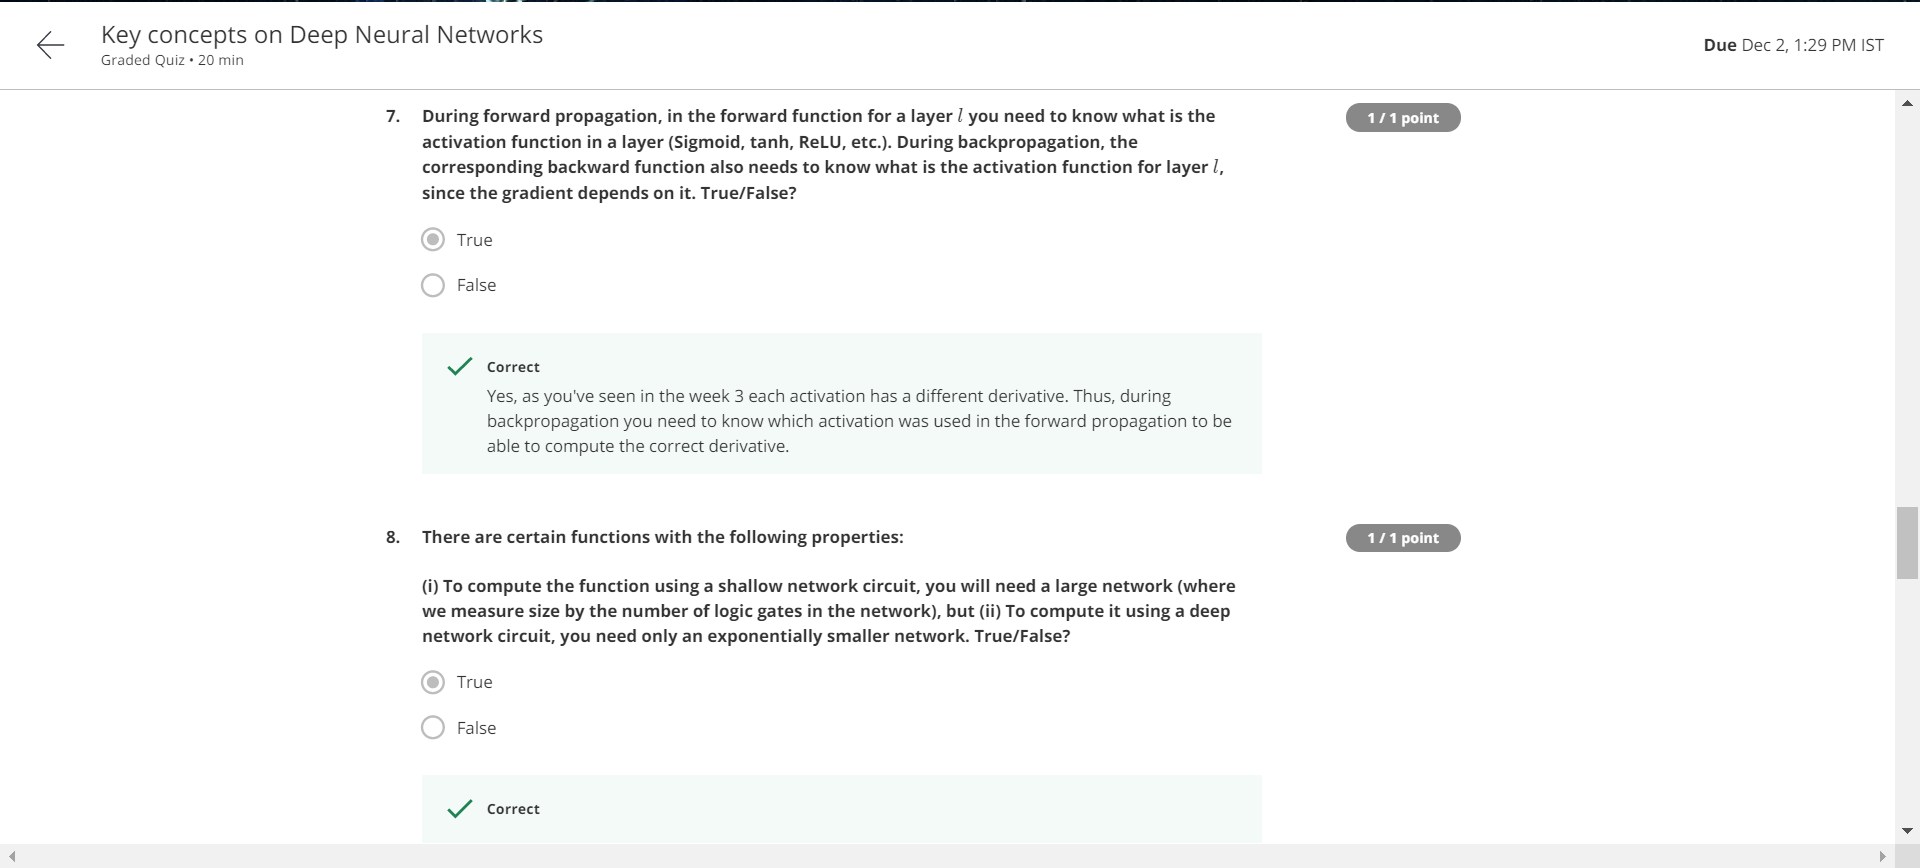 Key concepts on Deep Neural Networks
Graded Quiz • 20 min
Due Dec 2, 1:29 PM IST
7. During forward propagation, in the forward function for a layer l you need to know what is the
1 / 1 point
activation function in a layer (Sigmoid, tanh, ReLU, etc.). During backpropagation, the
corresponding backward function also needs to know what is the activation function for layer l,
since the gradient depends on it. True/False?
True
False
Correct
Yes, as you've seen in the week 3 each activation has a different derivative. Thus, during
backpropagation you need to know which activation was used in the forward propagation to be
able to compute the correct derivative.
8. There are certain functions with the following properties:
1 / 1 point
(i) To compute the function using a shallow network circuit, you will need a large network (where
we measure size by the number of logic gates in the network), but (ii) To compute it using a deep
network circuit, you need only an exponentially smaller network. True/False?
True
False
Correct